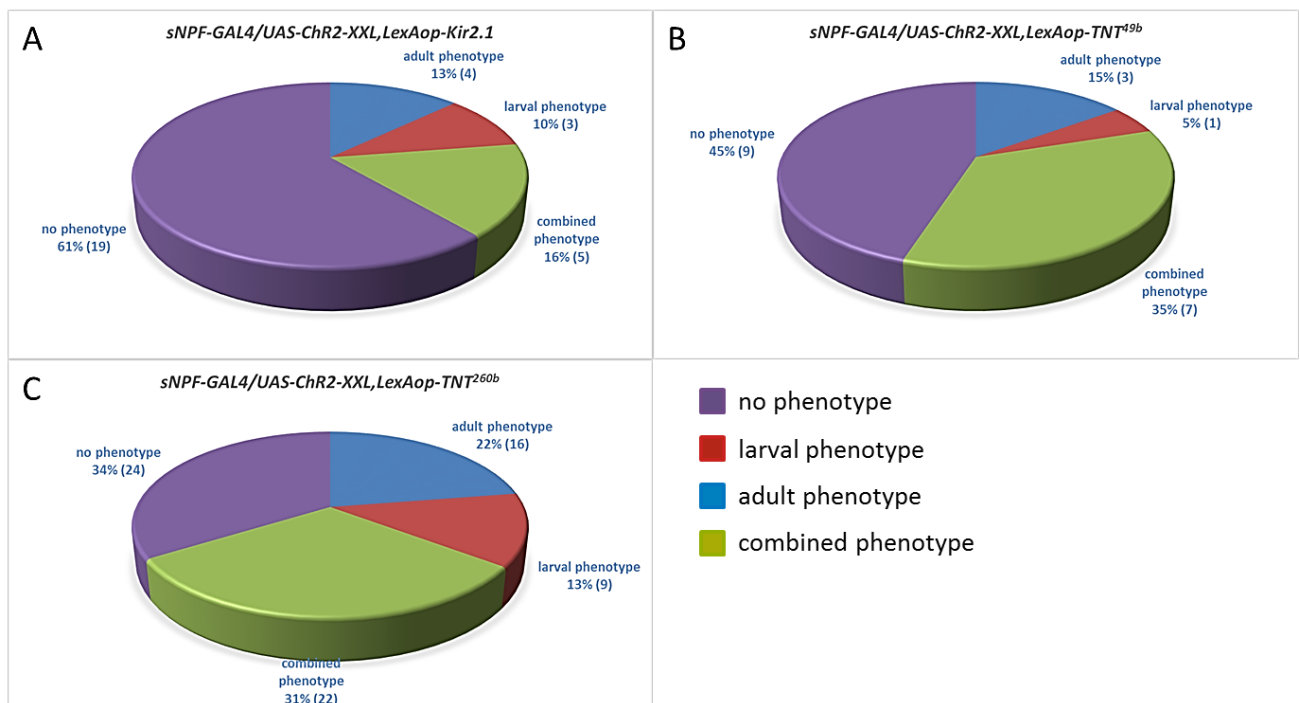 A
sNPF-GAL4/UAS-ChR2-XXL,LexAop-Kir2.1
adult phenotype
13% (4)
larval phenotype
10% (3)
combined
phenotype
16% (5)
no phenotype
61% (19)
B
sNPF-GAL4/UAS-ChR2-XXL,LexAop-TNT49b
adult phenotype
15% (3)
larval phenotype
5% (1)
no phenotype
45% (9)
combined
phenotype
35% (7)
C
sNPF-GAL4/UAS-ChR2-XXL,LexAop-TNT260b
adult phenotype
22% (16)
no phenotype
34% (24)
larval phenotype
13% (9)
combined
phenotype
31% (22)
no phenotype
larval phenotype
adult phenotype
combined phenotype